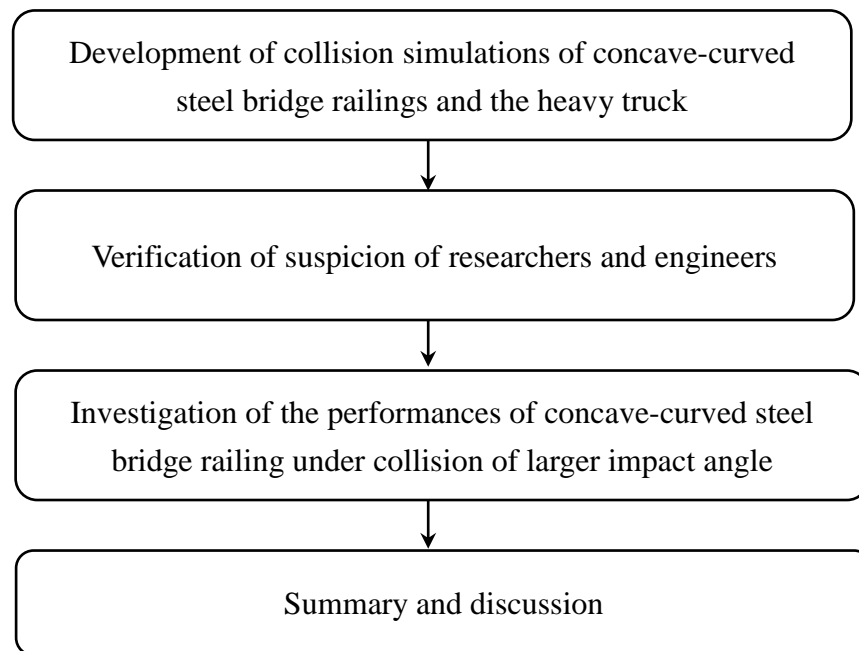 Development of collision simulations of concave-curved
steel bridge railings and the heavy truck
Verification of suspicion of researchers and engineers
Investigation of the performances of concave-curved steel
bridge railing under collision of larger impact angle
Summary and discussion